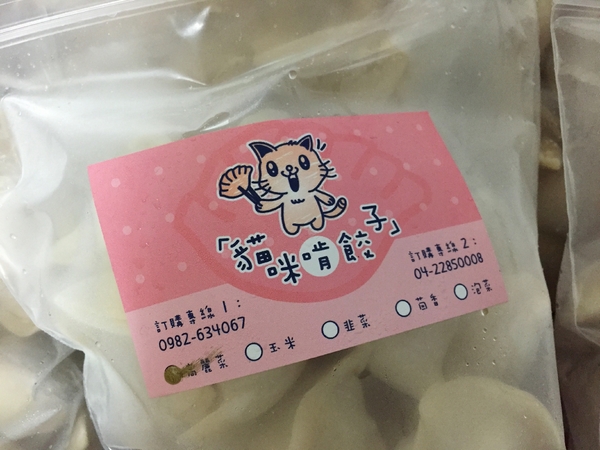 「貓咪啃餃子」
訂購專線1：
0982-634067
訂購專線2：
04-22850008
高麗菜
玉米
韭菜
茴香
泡菜